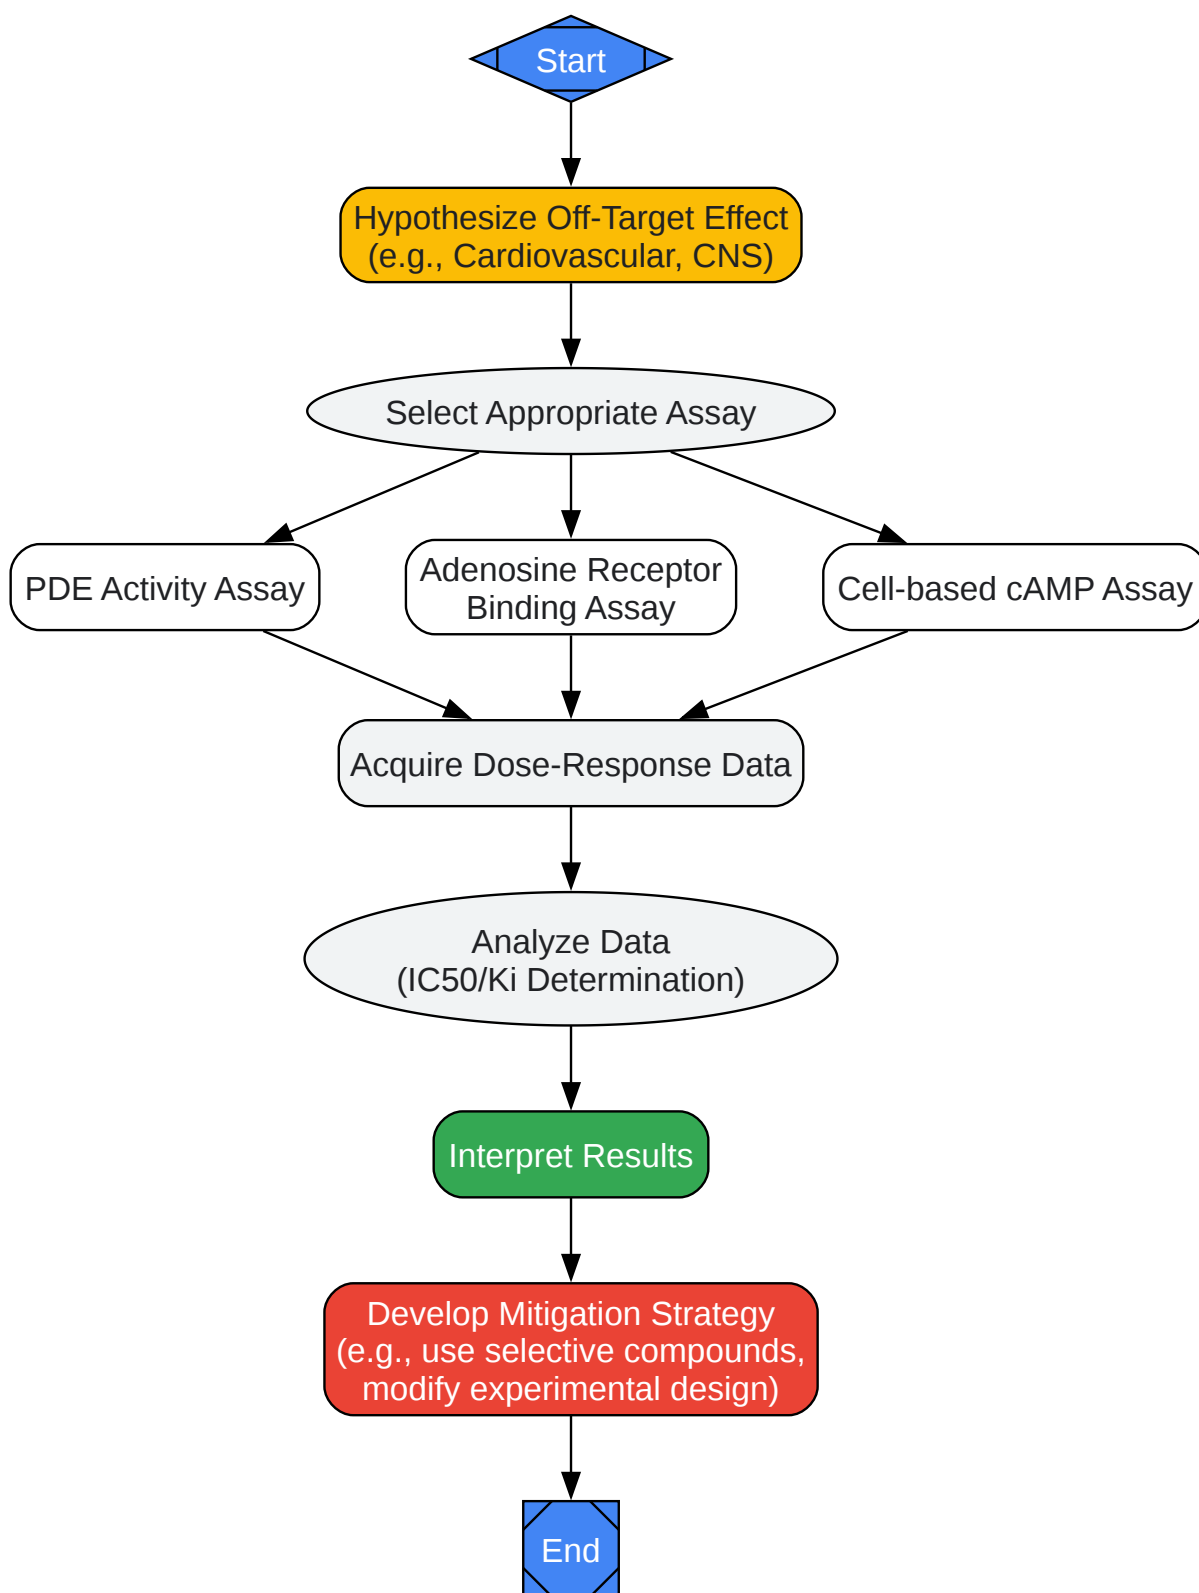 Start
Hypothesize Off-Target Effect
(e.g., Cardiovascular, CNS)
Select Appropriate Assay
PDE Activity Assay
Adenosine Receptor
Binding Assay
Cell-based cAMP Assay
Acquire Dose-Response Data
Analyze Data
(IC50/Ki Determination)
Interpret Results
Develop Mitigation Strategy
(e.g., use selective compounds,
modify experimental design)
End